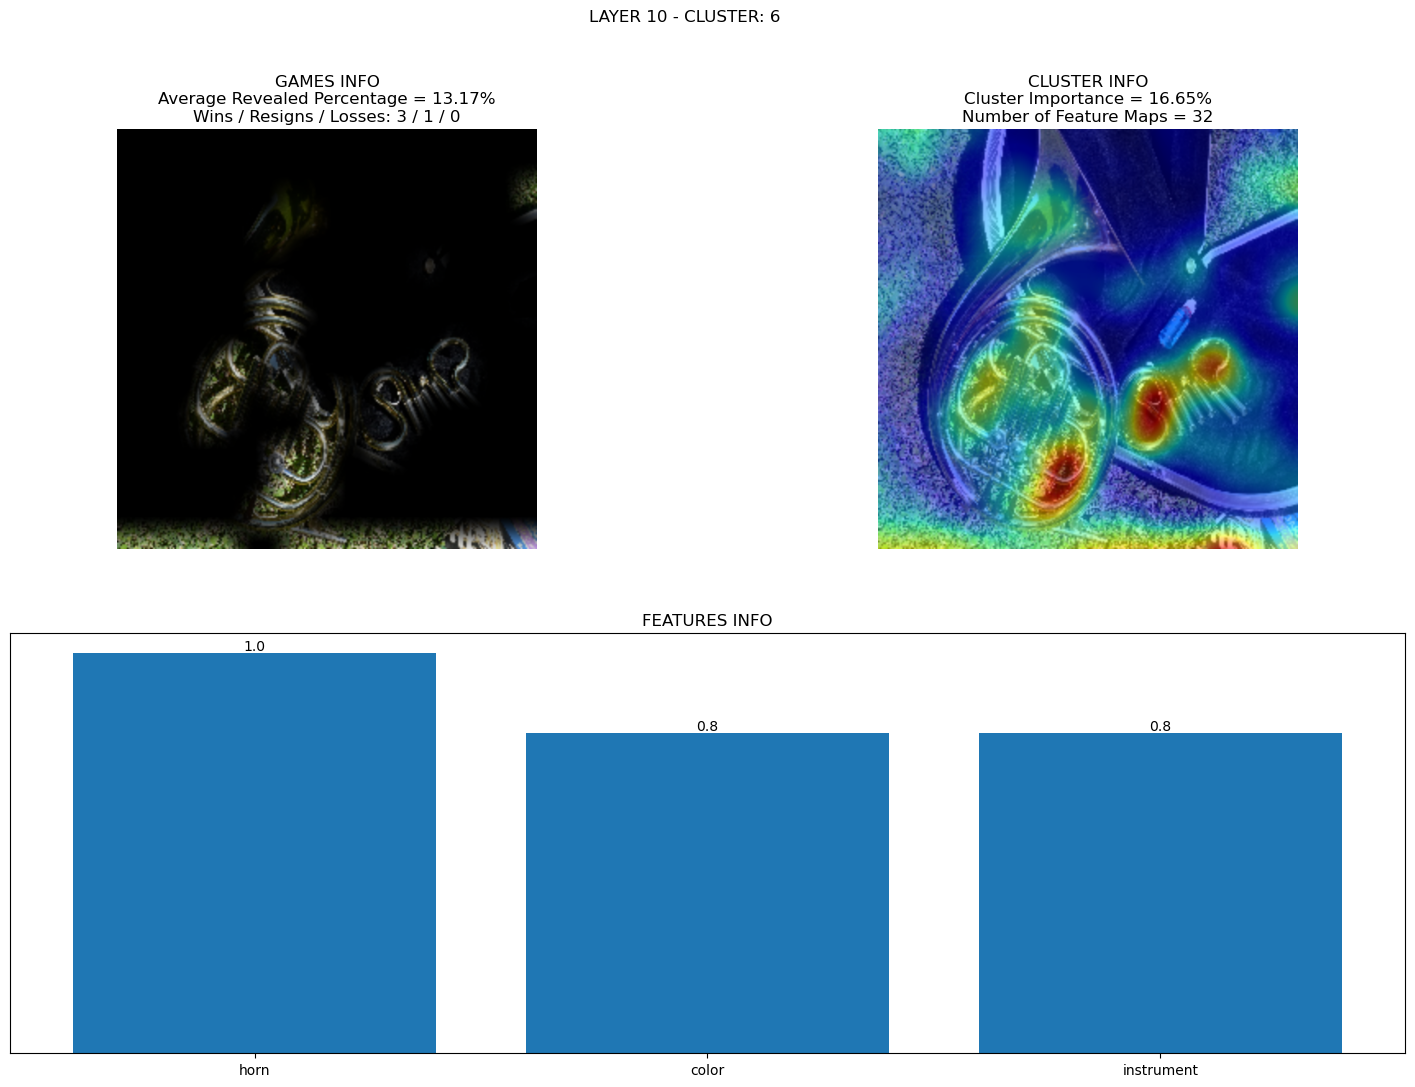 LAYER 10 - CLUSTER: 6
GAMES INFO
Average Revealed Percentage = 13.17%
Wins / Resigns / Losses: 3 / 1 / 0
CLUSTER INFO
Cluster Importance = 16.65%
Number of Feature Maps = 32
FEATURES INFO
1.0
0.8
0.8
horn
color
instrument